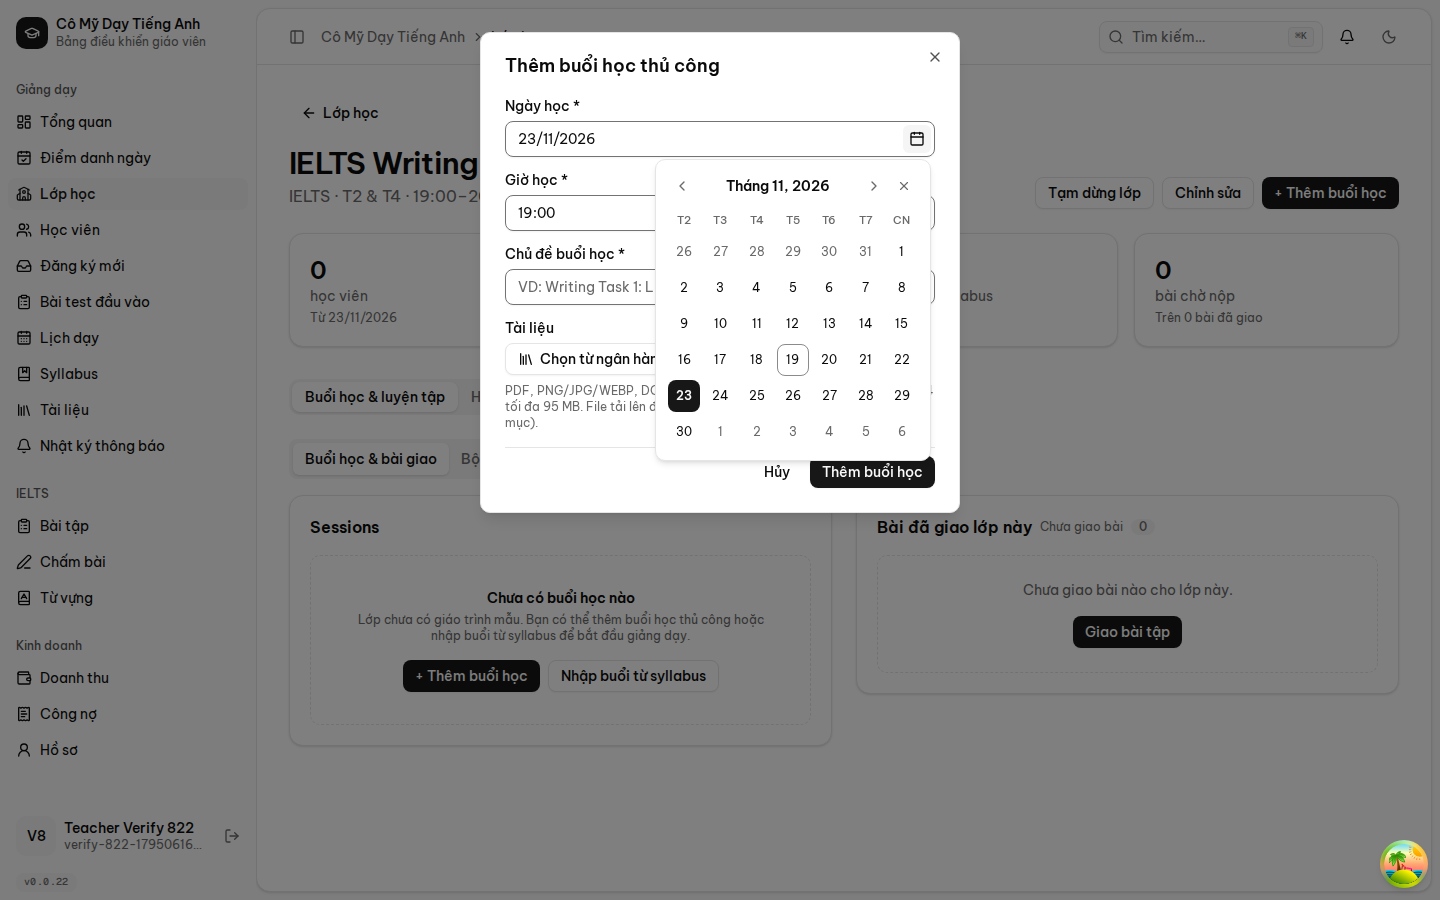 Cô Mỹ Dạy Tiếng Anh
Bảng điều khiển giáo viên
Giảng dạy
Tổng quan
Điểm danh ngày
Lớp học
Học viên
Đăng ký mới
Bài test đầu vào
Lịch dạy
Syllabus
Tài liệu
Nhật ký thông báo
IELTS
Bài tập
Chấm bài
Từ vựng
Kinh doanh
Doanh thu
Công nợ
Hồ sơ
V8
Teacher Verify 822
verify-822-17950616...
v0.0.22
Cô Mỹ Dạy Tiếng Anh
Tìm kiếm...
⌘K
Lớp học
IELTS Writing
IELTS · T2 & T4 · 19:00–2
Tạm dừng lớp
Chỉnh sửa
+ Thêm buổi học
0
học viên
Từ 23/11/2026
0
bài chờ nộp
Trên 0 bài đã giao
Buổi học & luyện tập
Buổi học & bài giao
Sessions
Chưa có buổi học nào
Lớp chưa có giáo trình mẫu. Bạn có thể thêm buổi học thủ công hoặc
nhập buổi từ syllabus để bắt đầu giảng dạy.
+ Thêm buổi học
Nhập buổi từ syllabus
Bài đã giao lớp này
Chưa giao bài
0
Chưa giao bài nào cho lớp này.
Giao bài tập
Thêm buổi học thủ công
Ngày học *
23/11/2026
Giờ học *
19:00
Chủ đề buổi học *
VD: Writing Task 1: L
Tài liệu
Chọn từ ngân hàn
PDF, PNG/JPG/WEBP, DO
tối đa 95 MB. File tải lên đ
mục).
Hủy
Thêm buổi học
Tháng 11, 2026
T2 T3 T4 T5 T6 T7 CN
26 27 28 29 30 31 1
2 3 4 5 6 7 8
9 10 11 12 13 14 15
16 17 18 19 20 21 22
23 24 25 26 27 28 29
30 1 2 3 4 5 6